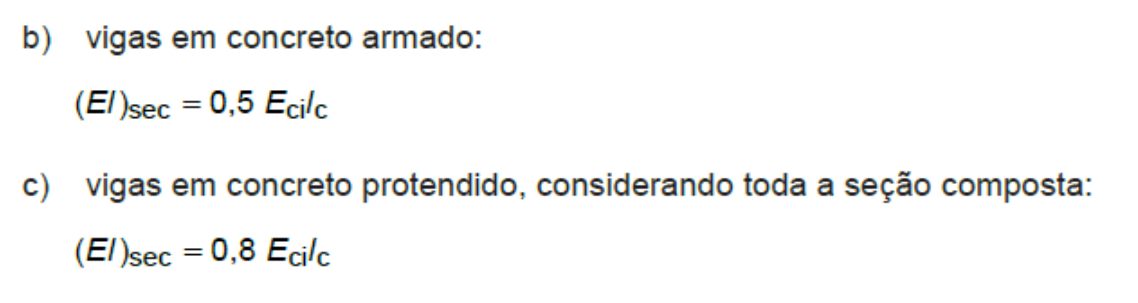 b) vigas em concreto armado:
(EI)sec = 0,5 EciIc
c) vigas em concreto protendido, considerando toda a seção composta:
(EI)sec = 0,8 EciIc